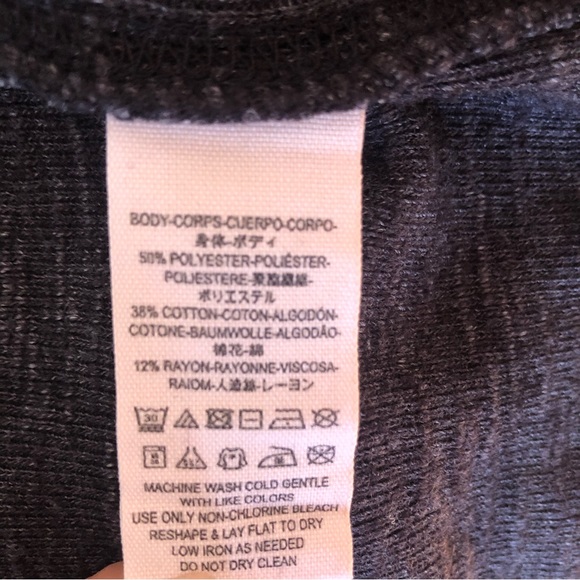 BODY-CORPS-CUERPO-CORPO-
身体-ボディ
50% POLYESTER-POLIÉSTER-
POLIESTERE-聚酯纖維-
ポリエステル
38% COTTON-COTON-ALGODÓN-
COTONE-BAUMWOLLE-ALGODÃO-
棉花-綿
12% RAYON-RAYONNE-VISCOSA-
RAIOM-人造絲-レーヨン
30
MACHINE WASH COLD GENTLE
WITH LIKE COLORS
USE ONLY NON-CHLORINE BLEACH
RESHAPE & LAY FLAT TO DRY
LOW IRON AS NEEDED
DO NOT DRY CLEAN